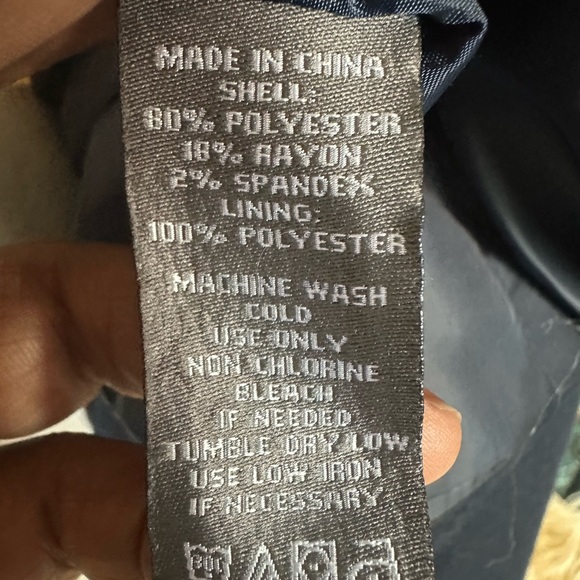 MADE IN CHINA
SHELL:
80% POLYESTER
18% RAYON
2% SPANDEX
LINING:
100% POLYESTER
MACHINE WASH
COLD
USE ONLY
NON CHLORINE
BLEACH
IF NEEDED
TUMBLE DRY LOW
USE LOW IRON
IF NECESSARY